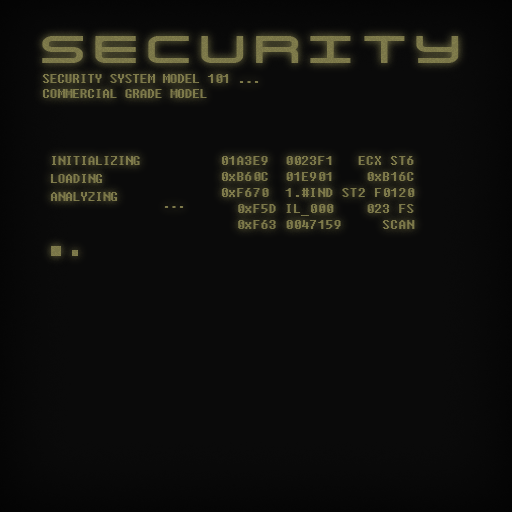 SECURITY
SECURITY SYSTEM MODEL 101 ...
COMMERCIAL GRADE MODEL
INITIALIZING 01A3E9 0023F1 ECX ST6
LOADING 0xB60C 01E901 0xB16C
ANALYZING 0xF670 1.#IND ST2 F0120
... 0xF5D IL_000 023 FS
0xF63 0047159 SCAN